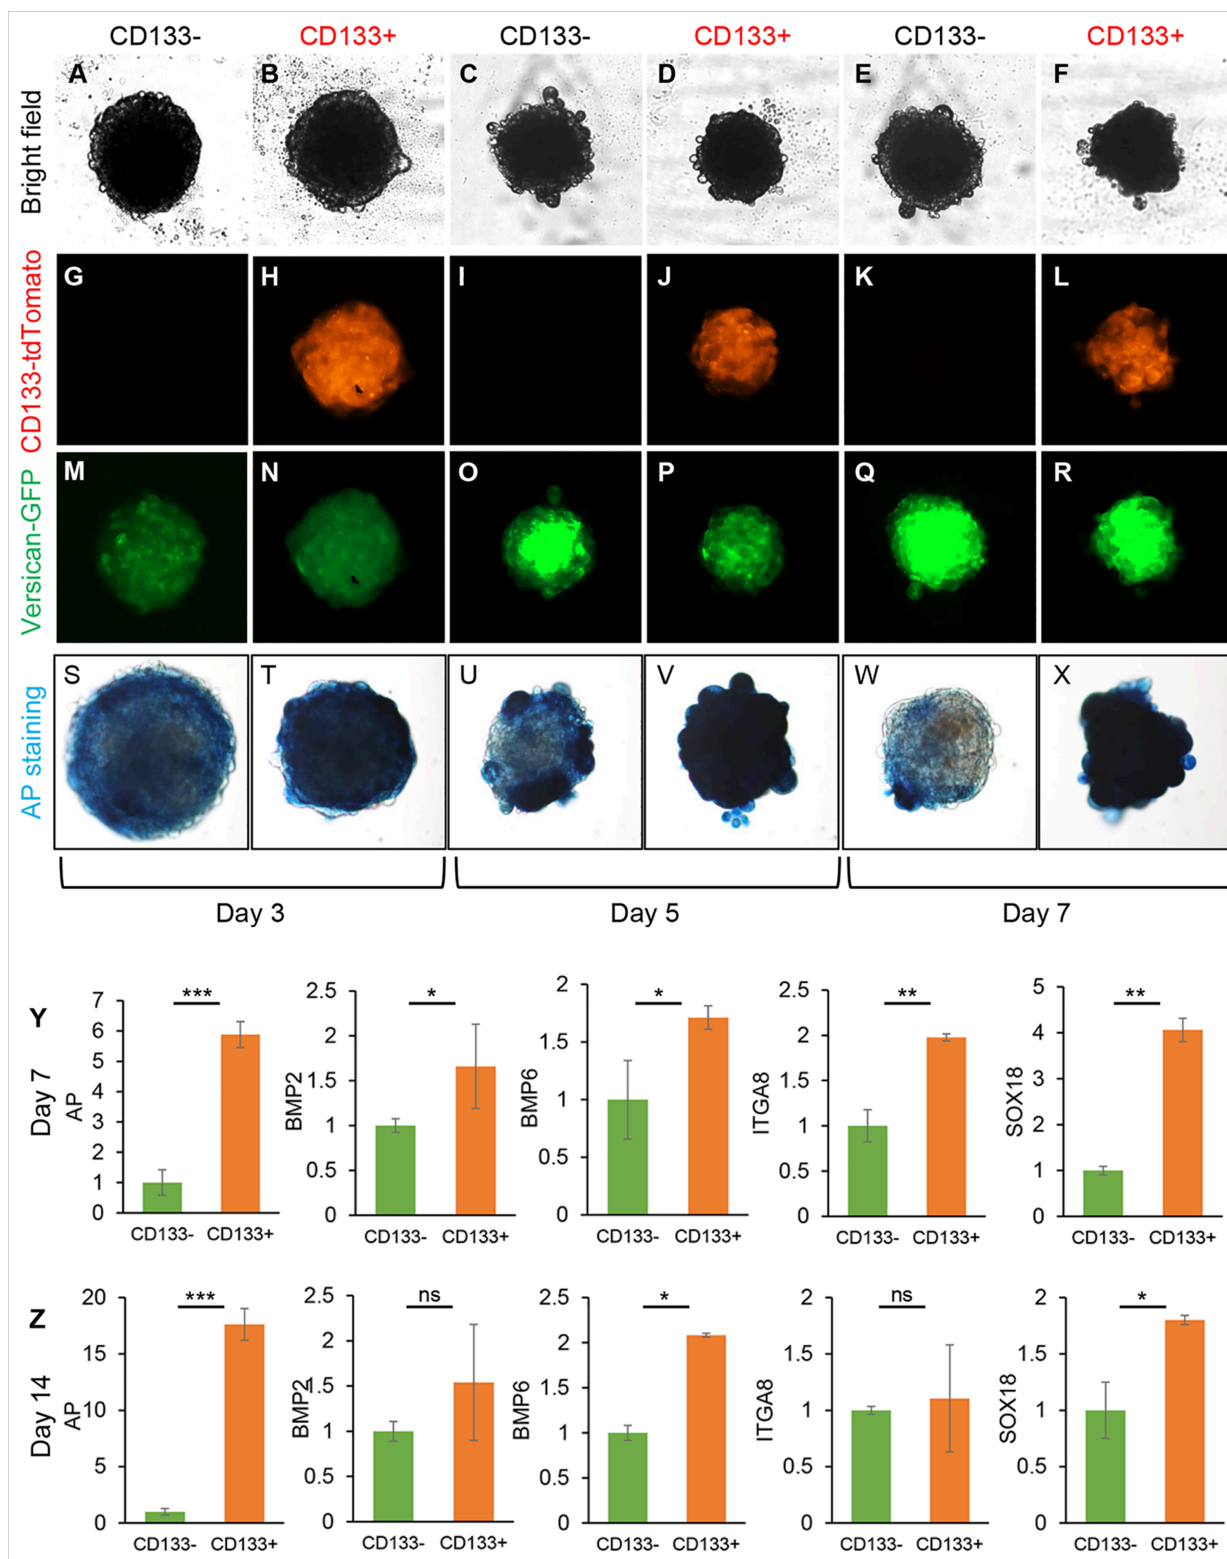 CD133- CD133+ CD133- CD133+ CD133- CD133+
Bright field
A B C D E F
CD133-tdTomato
G H I J K L
Versican-GFP
M N O P Q R
AP staining
S T U V W X
Day 3 Day 5 Day 7
Y
Day 7
AP
7
6
5
4
3
2
1
0
***
CD133- CD133+
BMP2
2.5
2
1.5
1
0.5
0
*
CD133- CD133+
BMP6
2
1.5
1
0.5
0
*
CD133- CD133+
ITGA8
2.5
2
1.5
1
0.5
0
**
CD133- CD133+
SOX18
5
4
3
2
1
0
**
CD133- CD133+
Z
Day 14
AP
20
15
10
5
0
***
CD133- CD133+
BMP2
2.5
2
1.5
1
0.5
0
ns
CD133- CD133+
BMP6
2.5
2
1.5
1
0.5
0
*
CD133- CD133+
ITGA8
2
1.5
1
0.5
0
ns
CD133- CD133+
SOX18
2
1.5
1
0.5
0
*
CD133- CD133+